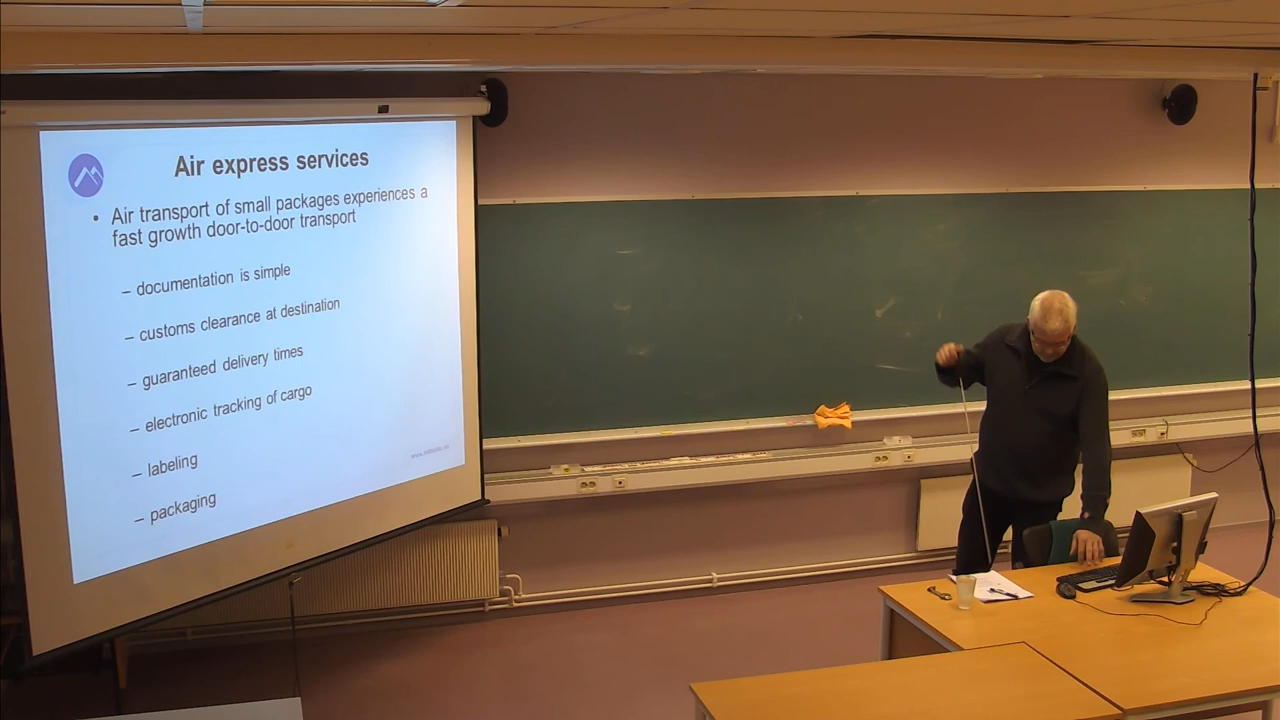 Air express services
• Air transport of small packages experiences a
fast growth door-to-door transport
– documentation is simple
– customs clearance at destination
– guaranteed delivery times
– electronic tracking of cargo
– labeling
– packaging